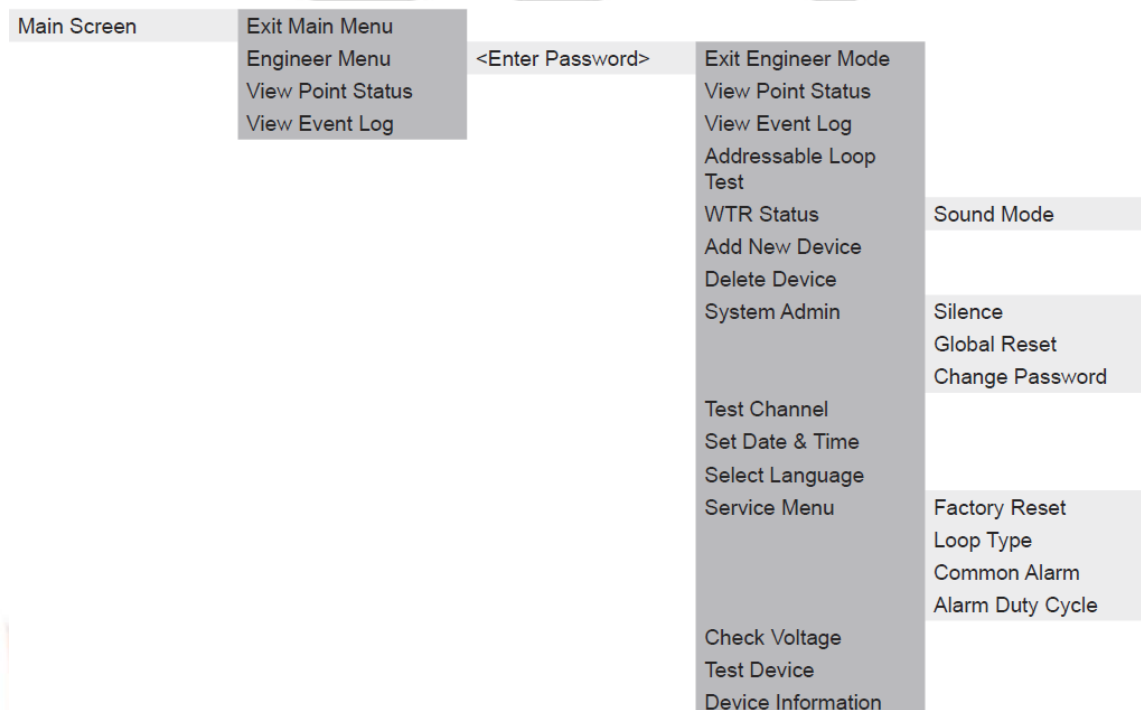 Main Screen
Exit Main Menu
Engineer Menu
<Enter Password>
Exit Engineer Mode
View Point Status
View Point Status
View Event Log
View Event Log
Addressable Loop
Test
WTR Status
Sound Mode
Add New Device
Delete Device
System Admin
Silence
Global Reset
Change Password
Test Channel
Set Date & Time
Select Language
Service Menu
Factory Reset
Loop Type
Common Alarm
Alarm Duty Cycle
Check Voltage
Test Device
Device Information